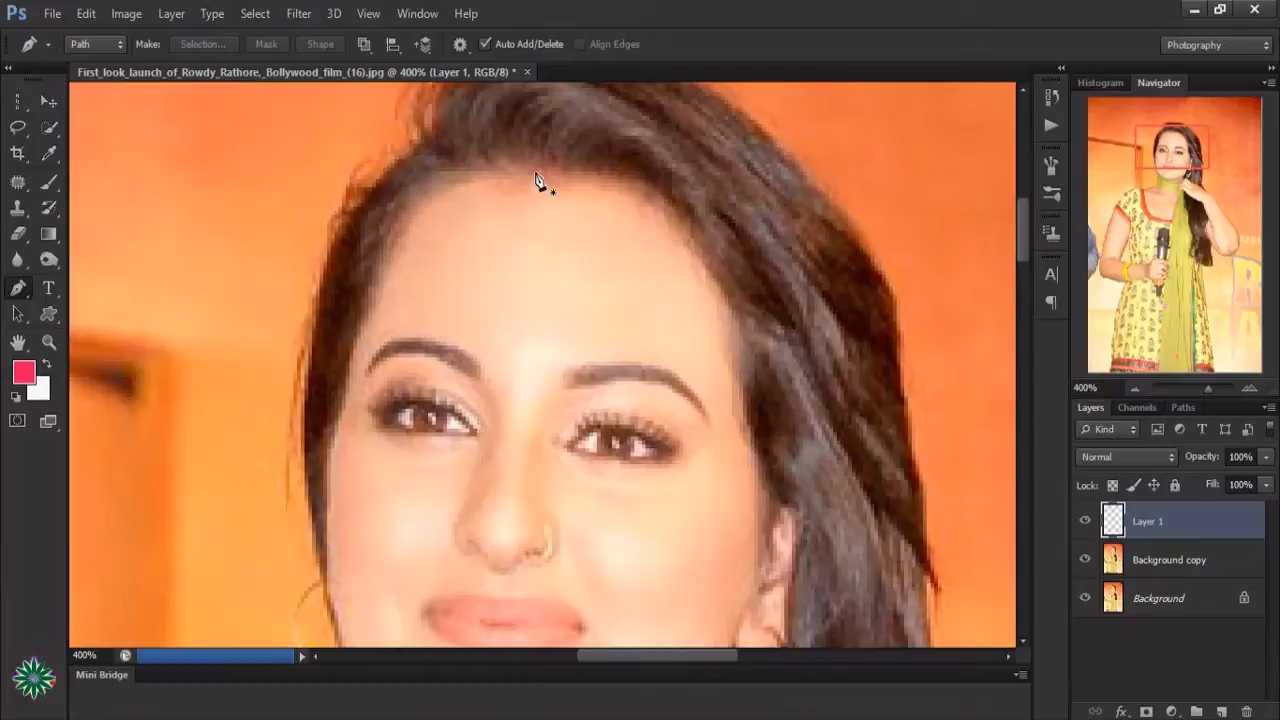 Ps File Edit Image Layer Type Select Filter 3D View Window Help
Path Make: Selection... Mask Shape Auto Add/Delete Align Edges Photography
First_look_launch_of_Rowdy_Rathore,_Bollywood_film_(16).jpg @ 400% (Layer 1, RGB/8) *
Histogram Navigator
400%
Layers Channels Paths
Kind
Normal Opacity: 100%
Lock: Fill: 100%
Layer 1
Background copy
Background
400%
Mini Bridge
fx